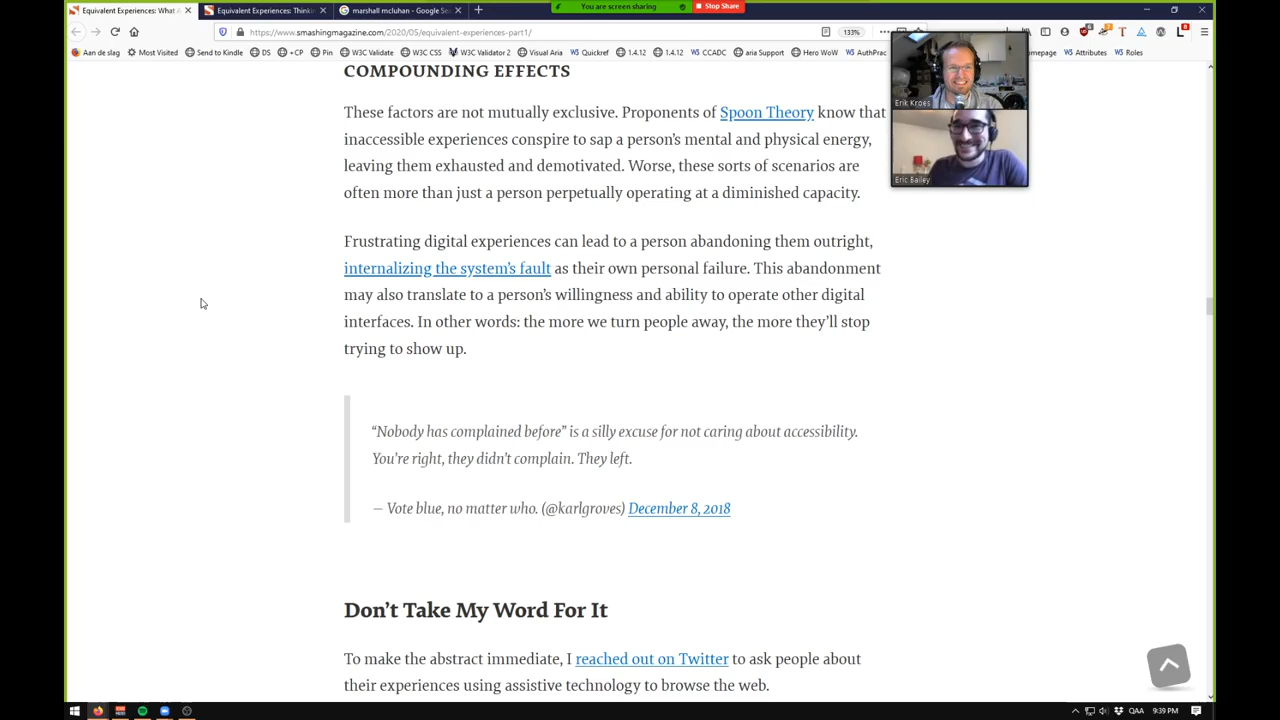 Equivalent Experiences: What A
Equivalent Experiences: Thinki
marshall mcluhan - Google Se
You are screen sharing
Stop Share
https://www.smashingmagazine.com/2020/05/equivalent-experiences-part1/
133%
Aan de slag
Most Visited
Send to Kindle
DS
+CP
Pin
W3C Validate
W3C CSS
W3C Validator 2
Visual Aria
Quickref
1.4.12
1.4.12
CCADC
aria Support
Hero WoW
AuthPrac
omepage
Attributes
Roles
Erik Kroes
Eric Bailey
COMPOUNDING EFFECTS
These factors are not mutually exclusive. Proponents of Spoon Theory know that
inaccessible experiences conspire to sap a person’s mental and physical energy,
leaving them exhausted and demotivated. Worse, these sorts of scenarios are
often more than just a person perpetually operating at a diminished capacity.
Frustrating digital experiences can lead to a person abandoning them outright,
internalizing the system’s fault as their own personal failure. This abandonment
may also translate to a person’s willingness and ability to operate other digital
interfaces. In other words: the more we turn people away, the more they’ll stop
trying to show up.
“Nobody has complained before” is a silly excuse for not caring about accessibility.
You’re right, they didn’t complain. They left.
— Vote blue, no matter who. (@karlgroves) December 8, 2018
Don’t Take My Word For It
To make the abstract immediate, I reached out on Twitter to ask people about
their experiences using assistive technology to browse the web.
QAA
9:39 PM